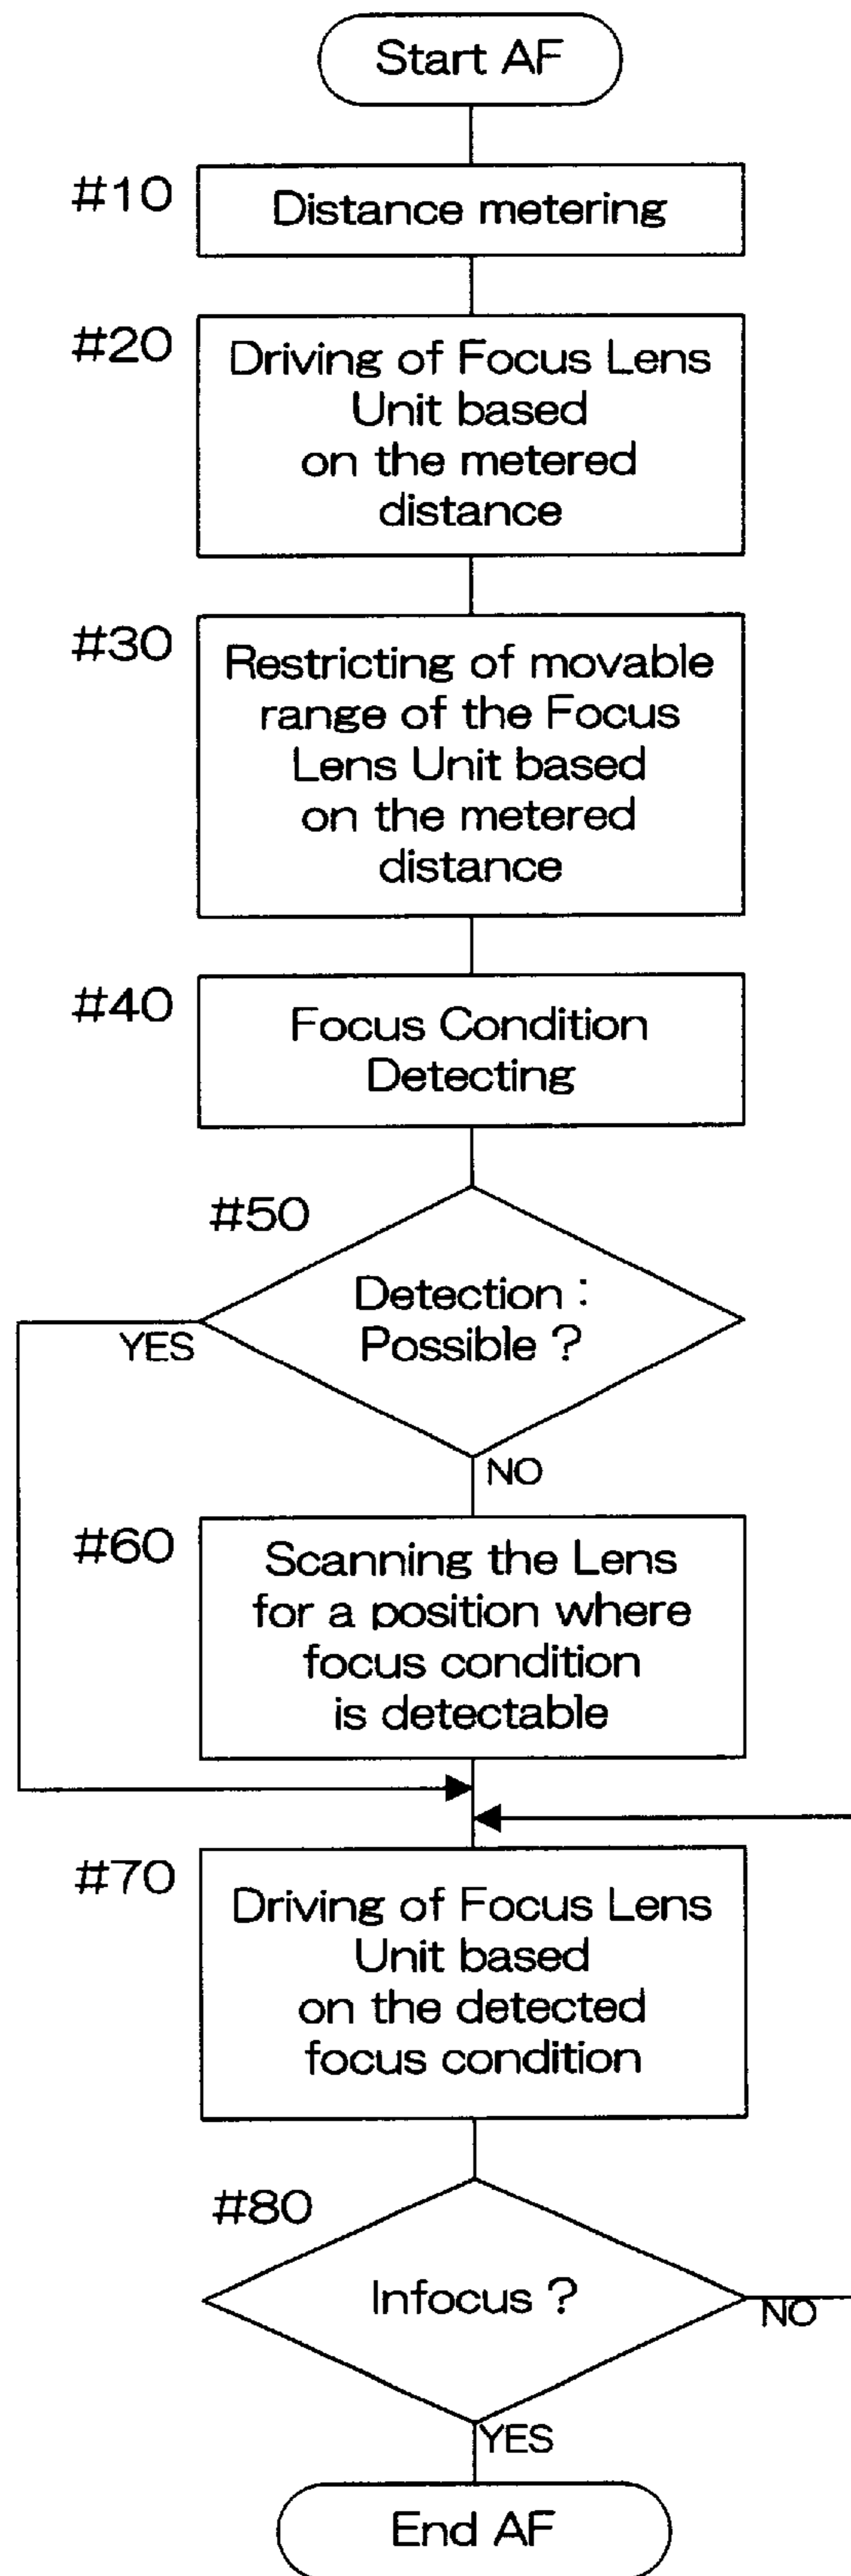 Start AF
#10
Distance metering
#20
Driving of Focus Lens
Unit based
on the metered
distance
#30
Restricting of movable
range of the Focus
Lens Unit based
on the metered
distance
#40
Focus Condition
Detecting
#50
Detection :
Possible ?
YES
NO
#60
Scanning the Lens
for a position where
focus condition
is detectable
#70
Driving of Focus Lens
Unit based
on the detected
focus condition
#80
Infocus ?
NO
YES
End AF